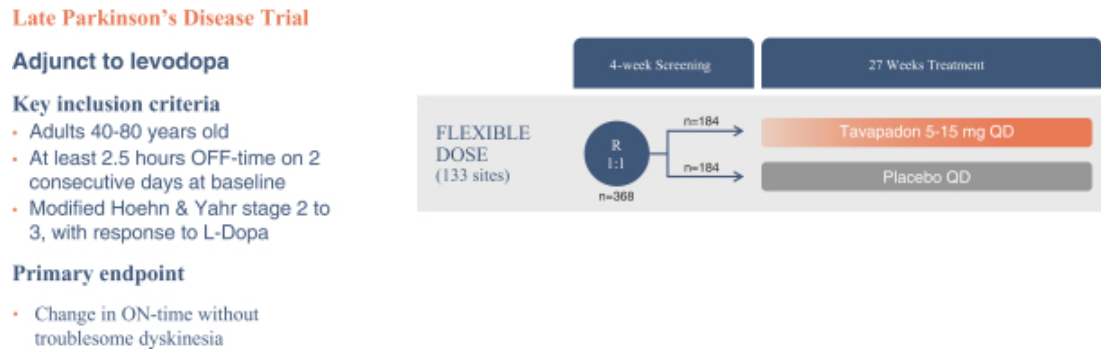 Late Parkinson's Disease Trial
Adjunct to levodopa
Key inclusion criteria
• Adults 40-80 years old
• At least 2.5 hours OFF-time on 2
consecutive days at baseline
• Modified Hoehn & Yahr stage 2 to
3, with response to L-Dopa
Primary endpoint
• Change in ON-time without
troublesome dyskinesia
4-week Screening
27 Weeks Treatment
FLEXIBLE
DOSE
(133 sites)
R
1:1
n=368
n=184
n=184
Tavapadon 5-15 mg QD
Placebo QD